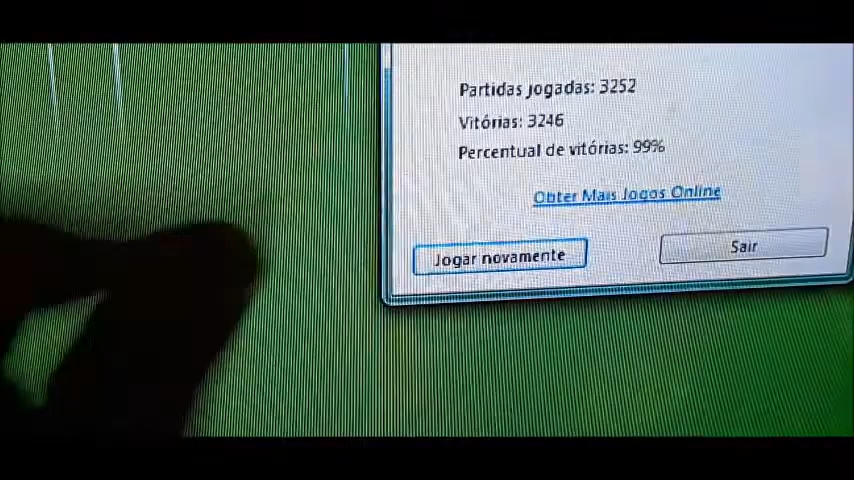 Partidas jogadas: 3252
Vitórias: 3246
Percentual de vitórias: 99%
Obter Mais Jogos Online
Jogar novamente
Sair